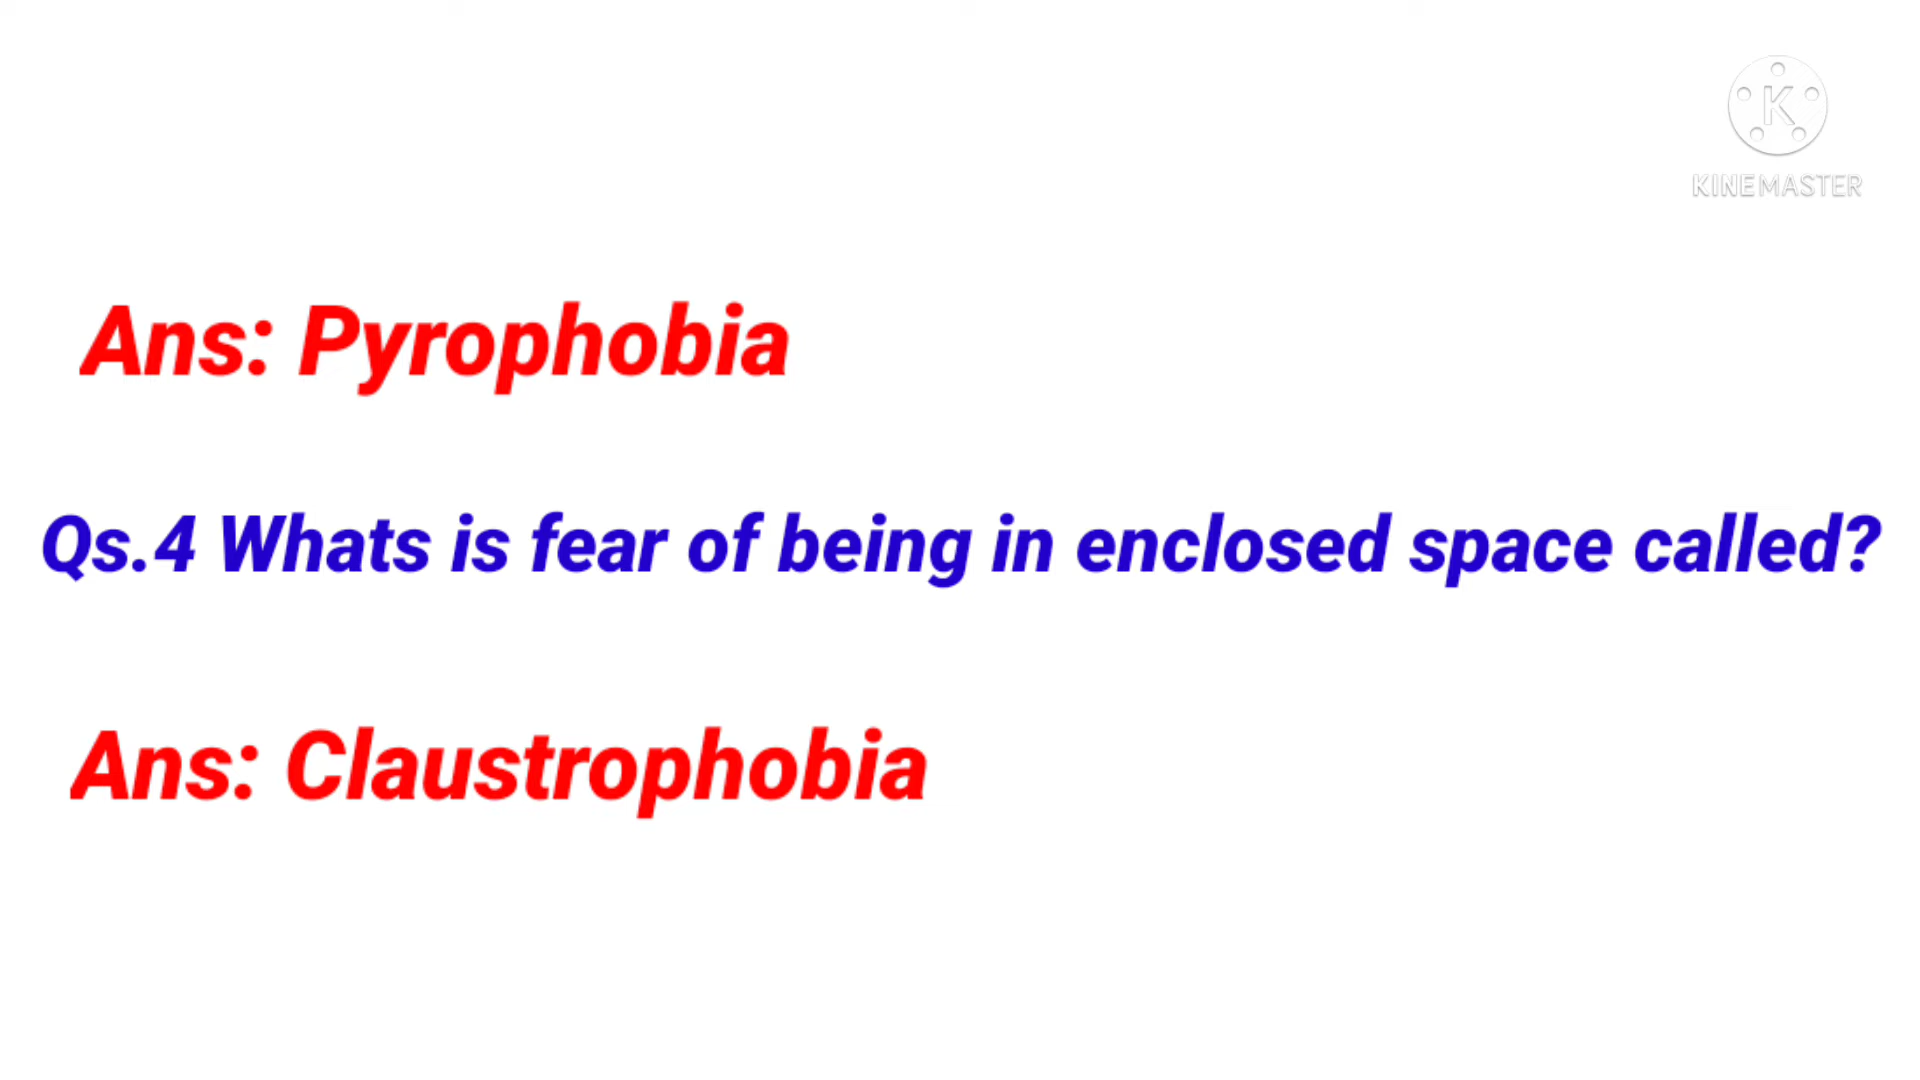 K
KINEMASTER
Ans: Pyrophobia
Qs.4 Whats is fear of being in enclosed space called?
Ans: Claustrophobia